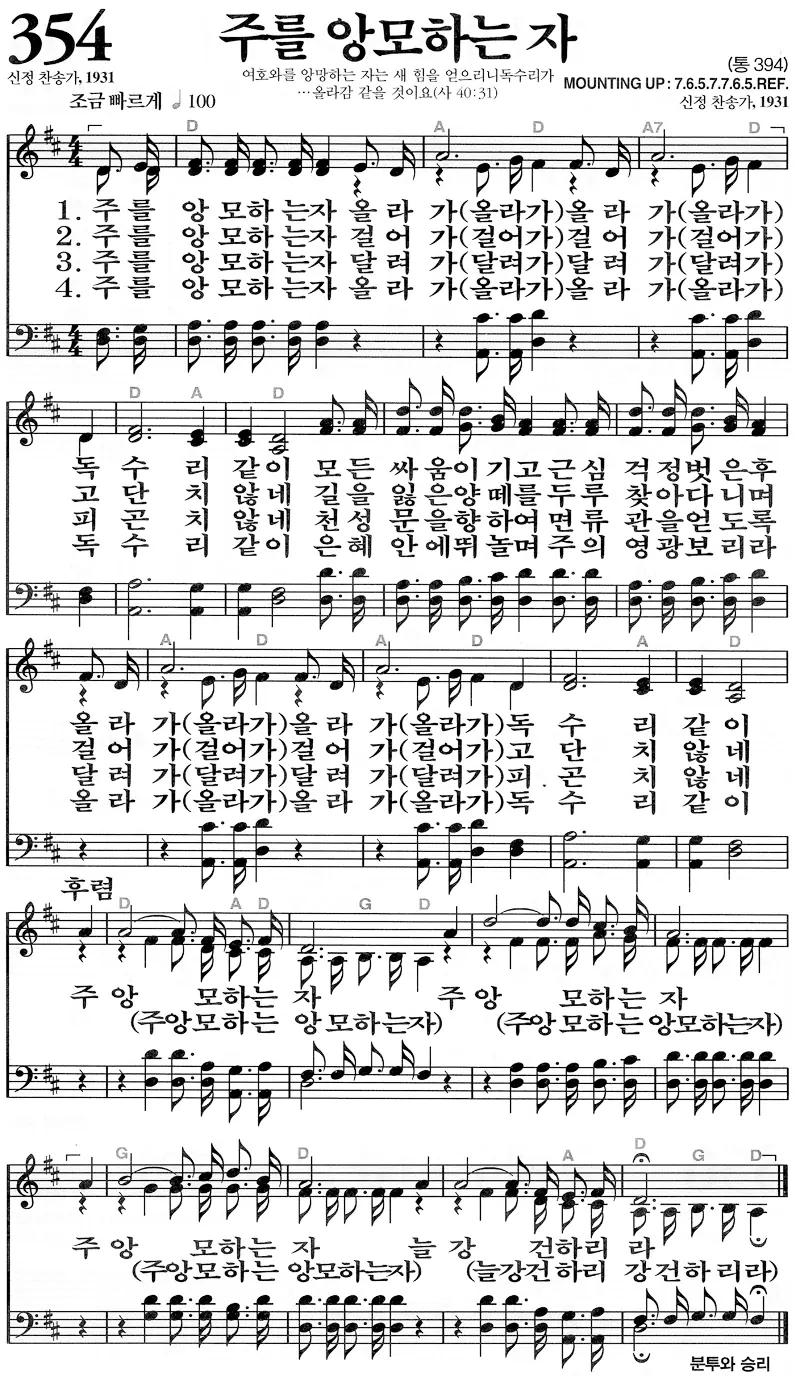 354 주를 앙모하는 자
신정 찬송가, 1931
여호와를 앙망하는 자는 새 힘을 얻으리니독수리가
…올라감 같을 것이요(사 40:31)
(통 394)
MOUNTING UP : 7.6.5.7.7.6.5.REF.
신정 찬송가, 1931
조금 빠르게 ♩100
D A D A7 D
1. 주를 앙모하는자 올라 가(올라가)올라 가(올라가)
2. 주를 앙모하는자 걸어 가(걸어가)걸어 가(걸어가)
3. 주를 앙모하는자 달려 가(달려가)달려 가(달려가)
4. 주를 앙모하는자 올라 가(올라가)올라 가(올라가)
D A D
독수리 같이 모든 싸움이기고근심 걱정벗은후
고단치 않네 길을 잃은양떼를두루 찾아다니며
피곤치 않네 천성 문을향하여면류 관을얻도록
독수리 같이 은혜 안에뛰놀며주의 영광보리라
A D A D A D
올라 가(올라가)올라 가(올라가)독수리 같이
걸어 가(걸어가)걸어 가(걸어가)고단치 않네
달려 가(달려가)달려 가(달려가)피곤치 않네
올라 가(올라가)올라 가(올라가)독수리 같이
후렴
D A D G D
주앙 모하는 자 주앙 모하는 자
(주앙모하는 앙모하는자) (주앙모하는앙모하는자)
G D A D G D
주앙 모하는 자 늘강 건하리라
(주앙모하는 앙모하는자) (늘강건하리 강건하리라)
분투와 승리